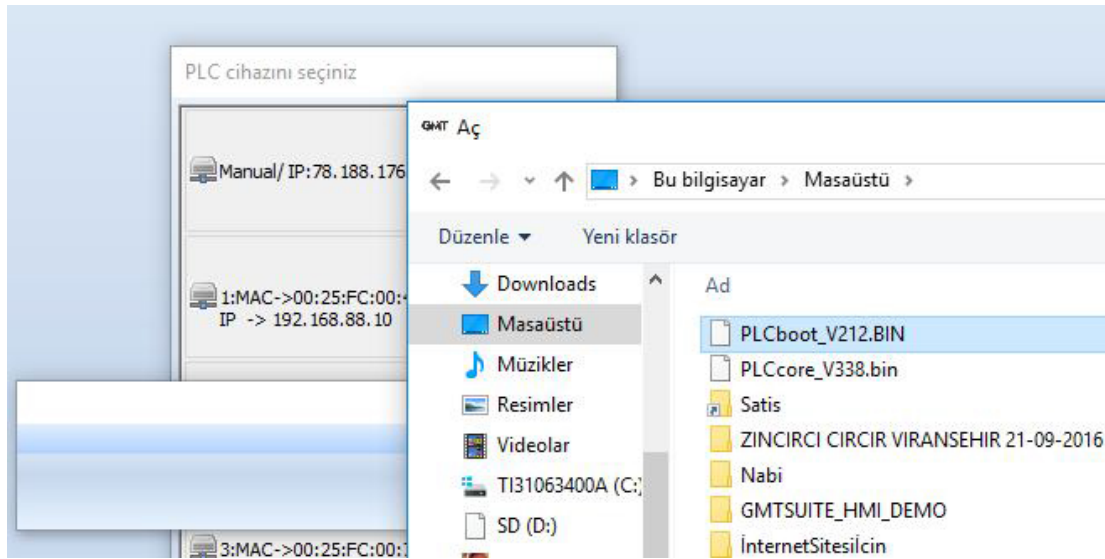 PLC cihazını seçiniz
Manual/ IP:78.188.176
1:MAC->00:25:FC:00:
IP -> 192.168.88.10
3:MAC->00:25:FC:00:
GMT Aç
Bu bilgisayar > Masaüstü >
Düzenle Yeni klasör
Downloads
Masaüstü
Müzikler
Resimler
Videolar
TI31063400A (C:)
SD (D:)
Ad
PLCboot_V212.BIN
PLCcore_V338.bin
Satis
ZINCIRCI CIRCIR VIRANSEHIR 21-09-2016
Nabi
GMTSUITE_HMI_DEMO
İnternetSitesiİcin